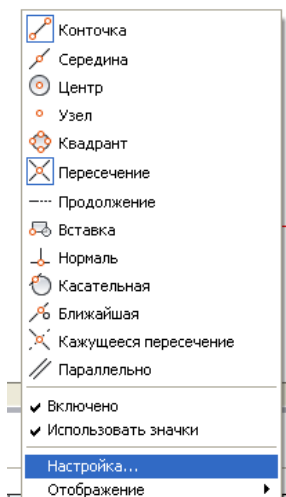 Конточка
Середина
Центр
Узел
Квадрант
Пересечение
Продолжение
Вставка
Нормаль
Касательная
Ближайшая
Кажущееся пересечение
Параллельно
Включено
Использовать значки
Настройка...
Отображение